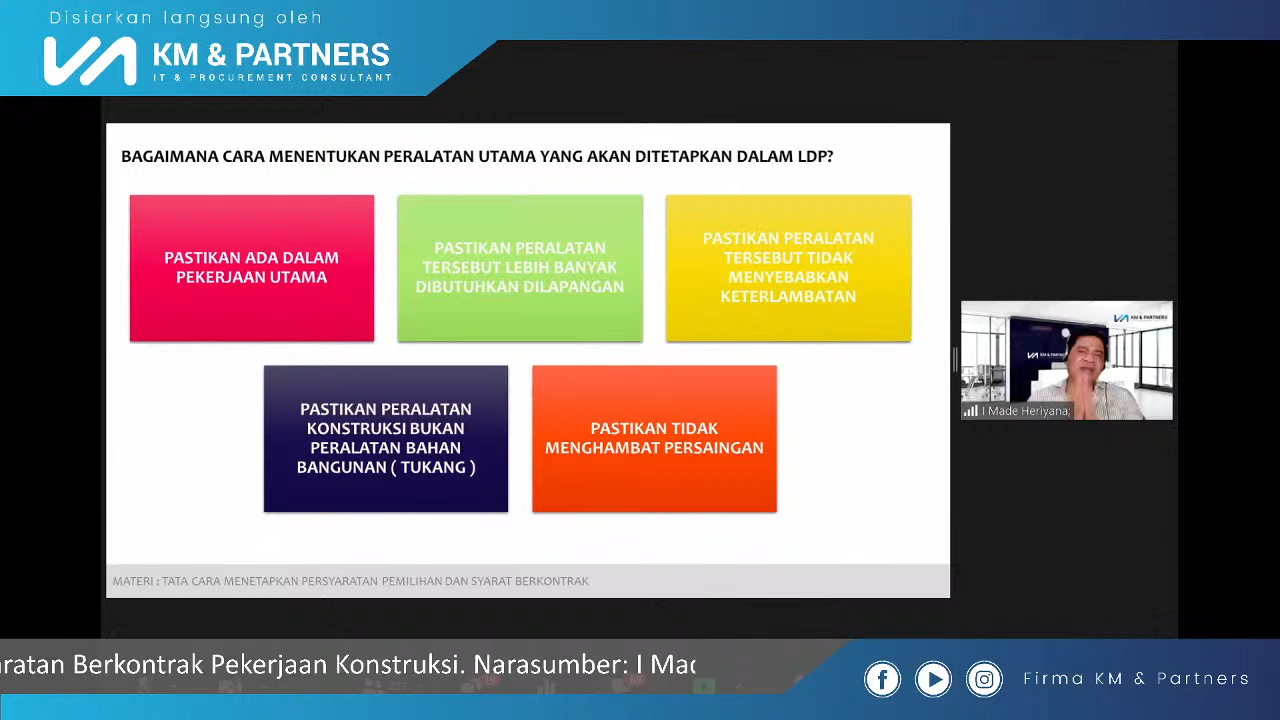 Disiarkan langsung oleh
KM & PARTNERS
IT & PROCUREMENT CONSULTANT
BAGAIMANA CARA MENENTUKAN PERALATAN UTAMA YANG AKAN DITETAPKAN DALAM LDP?
PASTIKAN ADA DALAM
PEKERJAAN UTAMA
PASTIKAN PERALATAN
TERSEBUT LEBIH BANYAK
DIBUTUHKAN DILAPANGAN
PASTIKAN PERALATAN
TERSEBUT TIDAK
MENYEBABKAN
KETERLAMBATAN
PASTIKAN PERALATAN
KONSTRUKSI BUKAN
PERALATAN BAHAN
BANGUNAN ( TUKANG )
PASTIKAN TIDAK
MENGHAMBAT PERSAINGAN
MATERI : TATA CARA MENETAPKAN PERSYARATAN PEMILIHAN DAN SYARAT BERKONTRAK
KM & PARTNERS
I Made Heriyana;
aratan Berkontrak Pekerjaan Konstruksi. Narasumber: I Mad
Firma KM & Partners